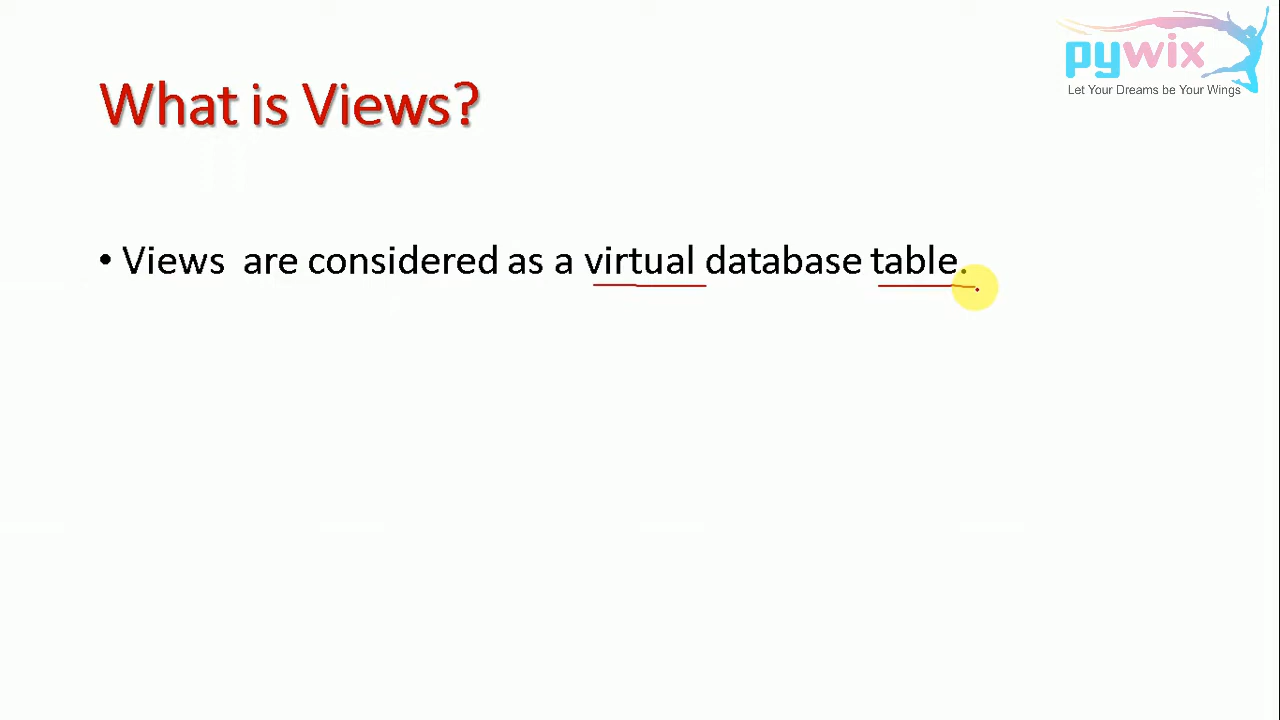 pywix
Let Your Dreams be Your Wings
What is Views?
• Views are considered as a virtual database table.